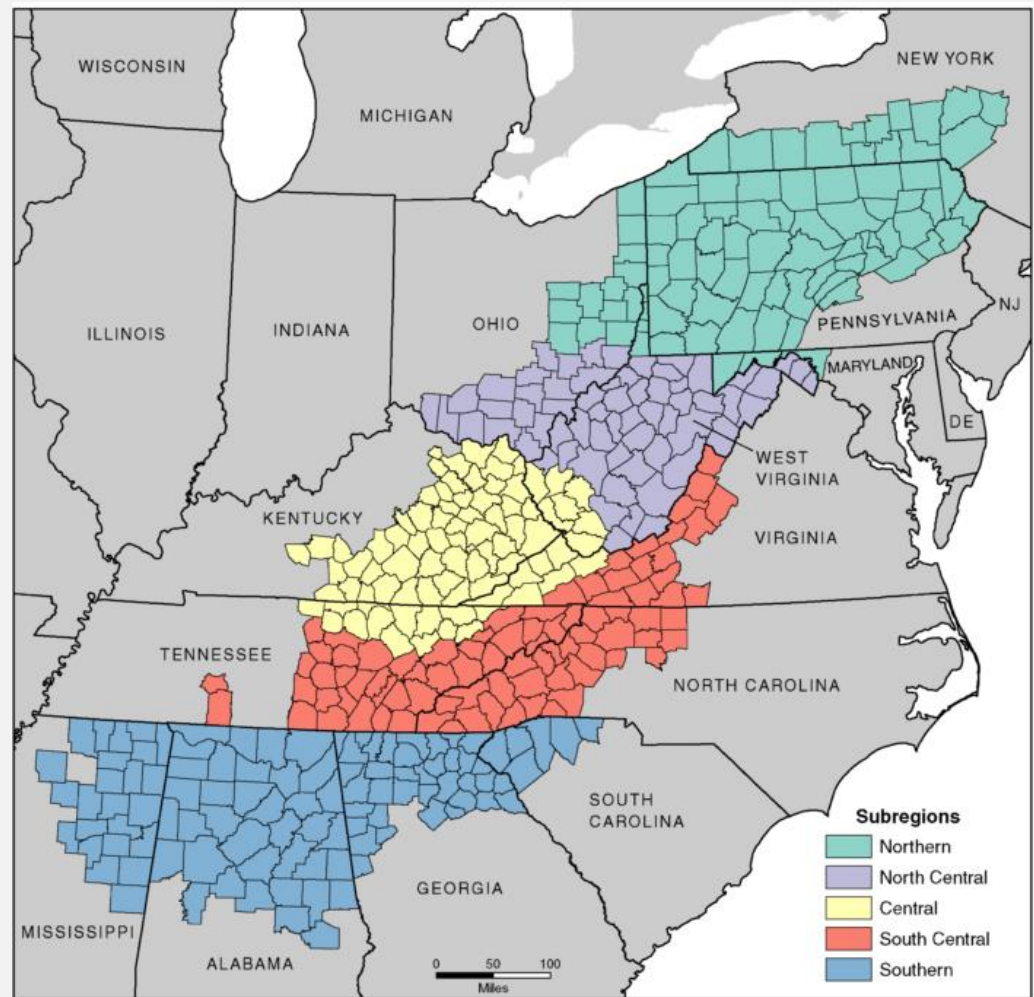 NEW YORK
WISCONSIN
MICHIGAN
ILLINOIS
INDIANA
OHIO
PENNSYLVANIA
NJ
MARYLAND
DE
WEST
VIRGINIA
KENTUCKY
VIRGINIA
TENNESSEE
NORTH CAROLINA
SOUTH
CAROLINA
GEORGIA
MISSISSIPPI
ALABAMA
0 50 100
Miles
Subregions
Northern
North Central
Central
South Central
Southern